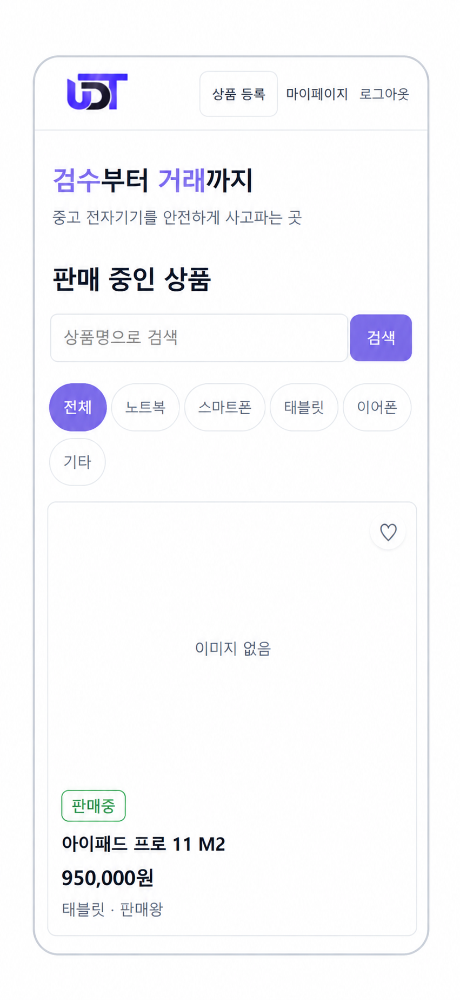 UDT
상품 등록 마이페이지 로그아웃
검수부터 거래까지
중고 전자기기를 안전하게 사고파는 곳
판매 중인 상품
상품명으로 검색 검색
전체 노트북 스마트폰 태블릿 이어폰
기타
이미지 없음
판매중
아이패드 프로 11 M2
950,000원
태블릿 · 판매왕